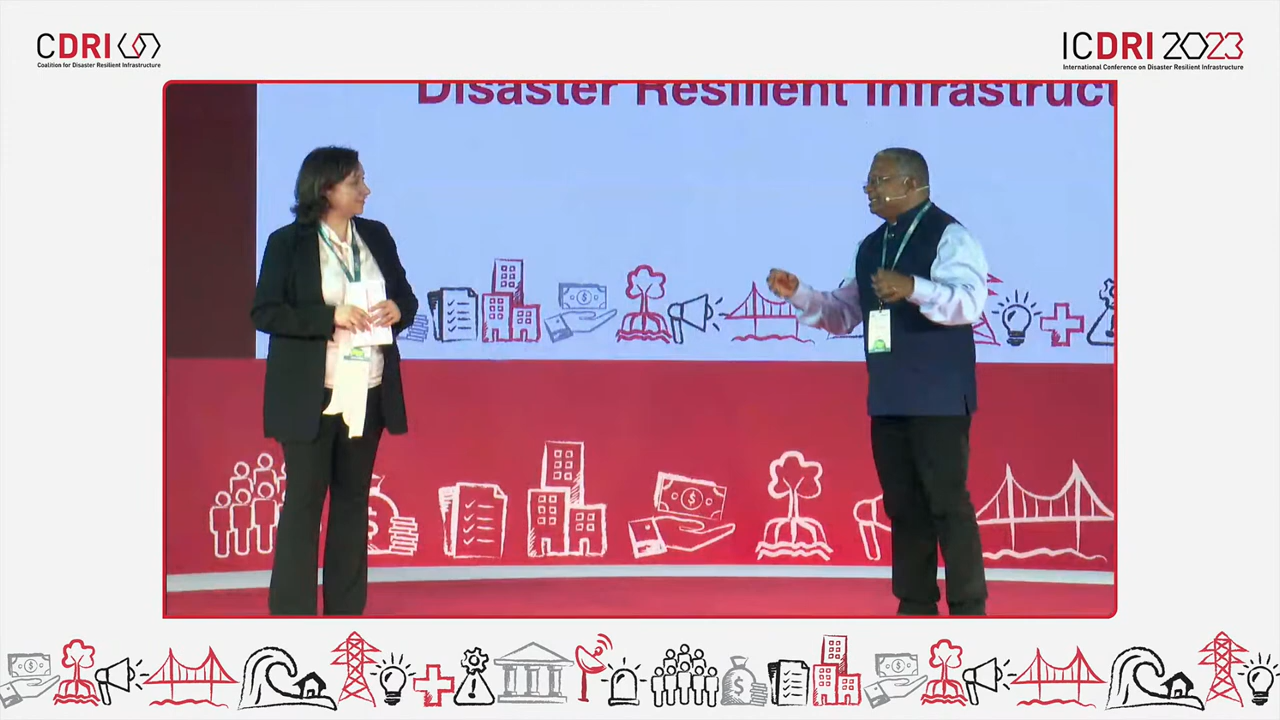 CDRI
Coalition for Disaster Resilient Infrastructure
ICDRI 2023
International Conference on Disaster Resilient Infrastructure
Disaster Resilient Infrastruct